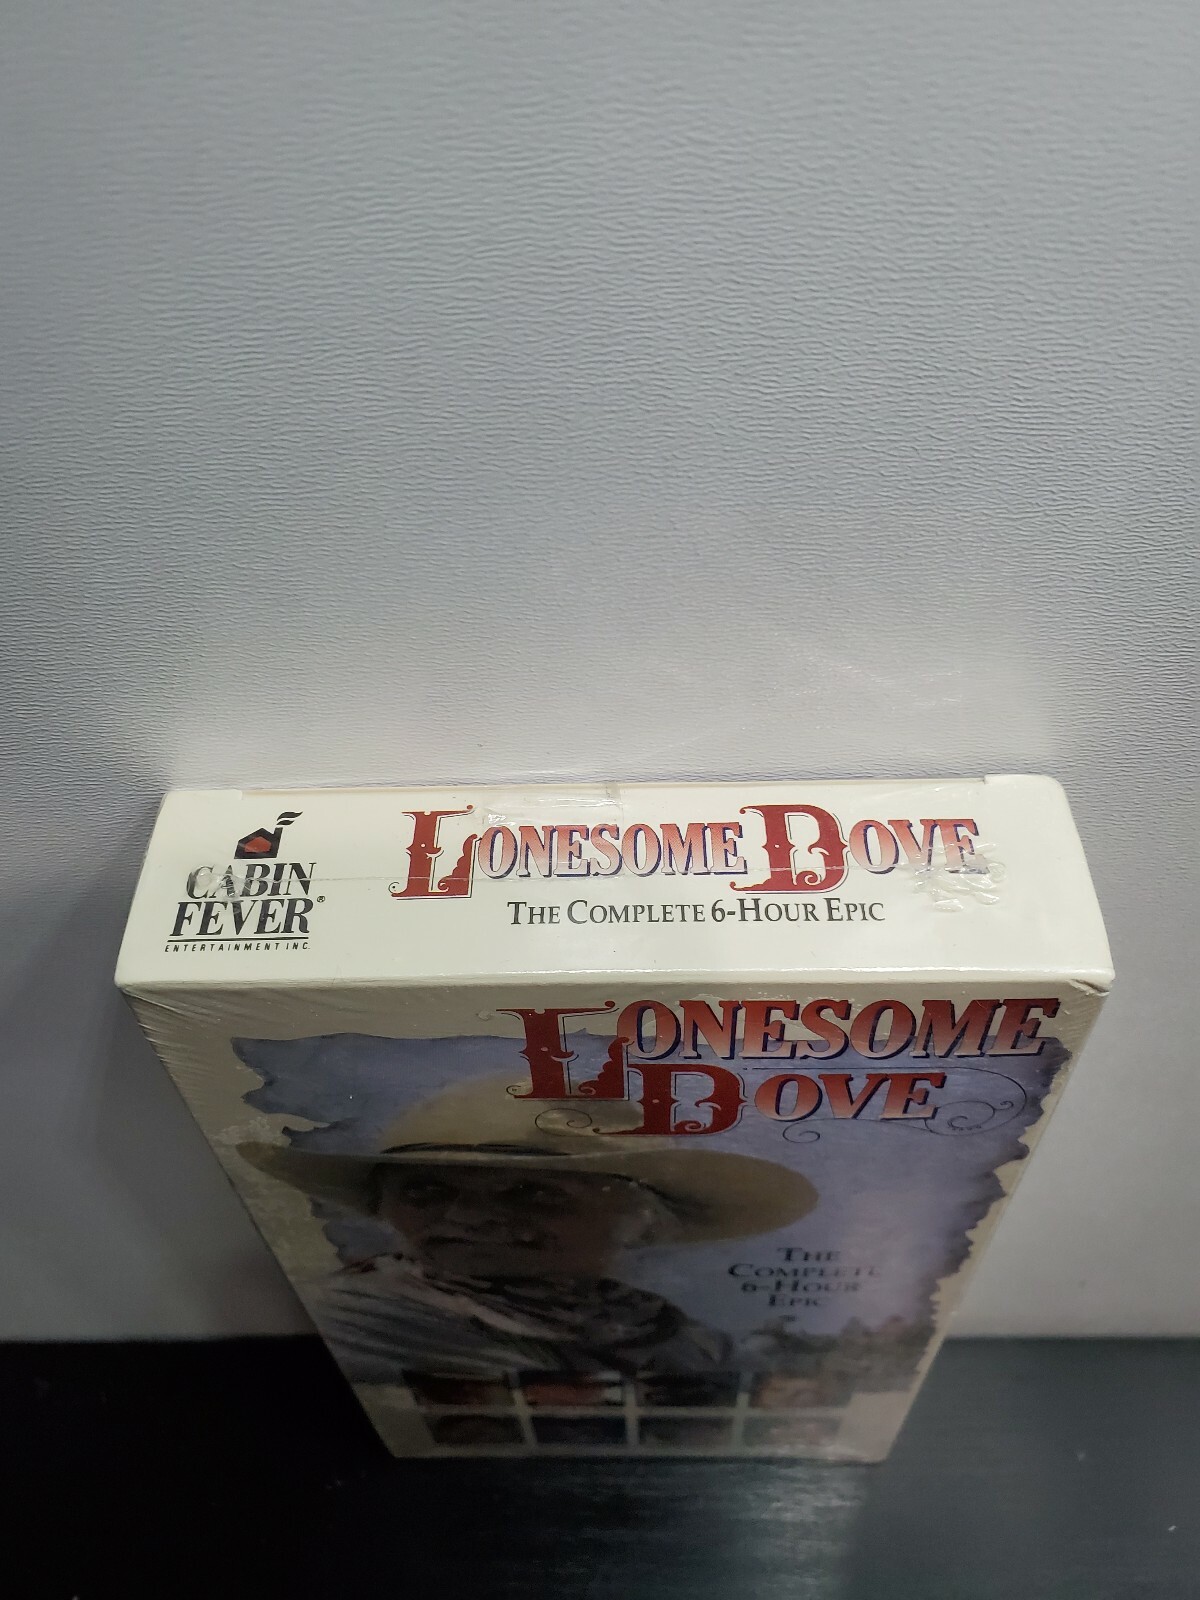 CABIN
FEVER®
ENTERTAINMENT INC.
LONESOME DOVE
THE COMPLETE 6-HOUR EPIC
LONESOME
DOVE
THE
COMPLETE
6-HOUR
EPIC